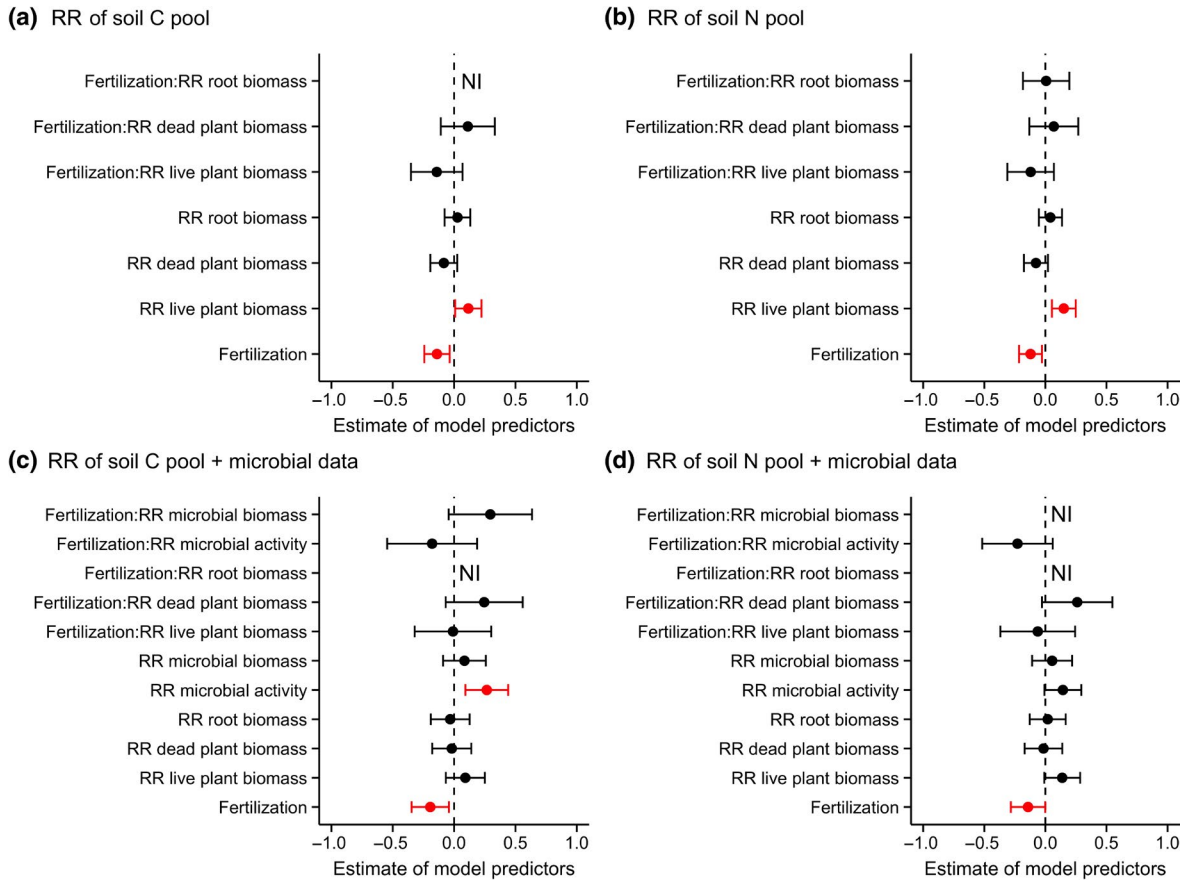 (a) RR of soil C pool
Fertilization:RR root biomass
NI
Fertilization:RR dead plant biomass
Fertilization:RR live plant biomass
RR root biomass
RR dead plant biomass
RR live plant biomass
Fertilization
−1.0 −0.5 0.0 0.5 1.0
Estimate of model predictors
(b) RR of soil N pool
Fertilization:RR root biomass
Fertilization:RR dead plant biomass
Fertilization:RR live plant biomass
RR root biomass
RR dead plant biomass
RR live plant biomass
Fertilization
−1.0 −0.5 0.0 0.5 1.0
Estimate of model predictors
(c) RR of soil C pool + microbial data
Fertilization:RR microbial biomass
Fertilization:RR microbial activity
Fertilization:RR root biomass
NI
Fertilization:RR dead plant biomass
Fertilization:RR live plant biomass
RR microbial biomass
RR microbial activity
RR root biomass
RR dead plant biomass
RR live plant biomass
Fertilization
−1.0 −0.5 0.0 0.5 1.0
Estimate of model predictors
(d) RR of soil N pool + microbial data
Fertilization:RR microbial biomass
NI
Fertilization:RR microbial activity
Fertilization:RR root biomass
NI
Fertilization:RR dead plant biomass
Fertilization:RR live plant biomass
RR microbial biomass
RR microbial activity
RR root biomass
RR dead plant biomass
RR live plant biomass
Fertilization
−1.0 −0.5 0.0 0.5 1.0
Estimate of model predictors